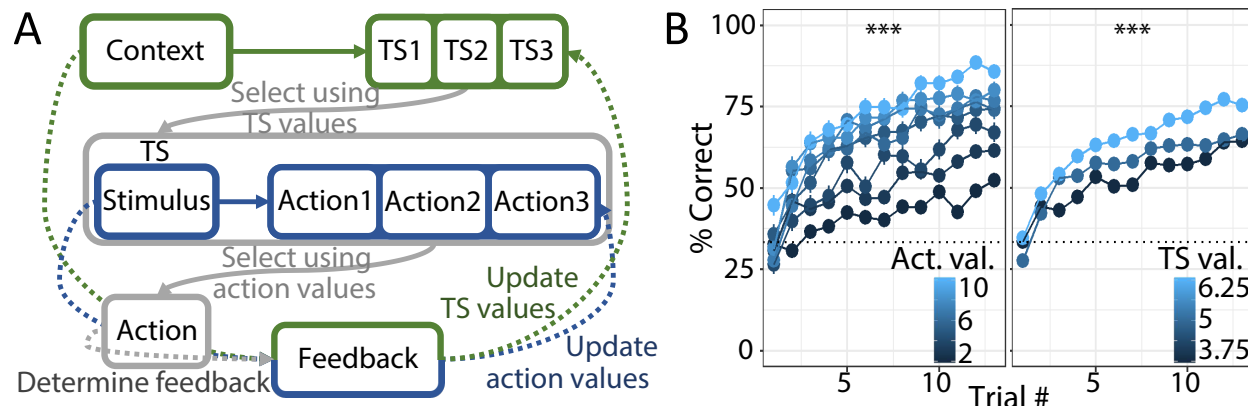 A
Context
TS1 TS2 TS3
Select using
TS values
TS
Stimulus
Action1 Action2 Action3
Select using
action values
Update
TS values
Action
Feedback
Update
action values
Determine feedback
B
% Correct
100
75
50
25
0
***
***
Act. val.
10
6
2
TS val.
6.25
5
3.75
5 10
5 10
Trial #